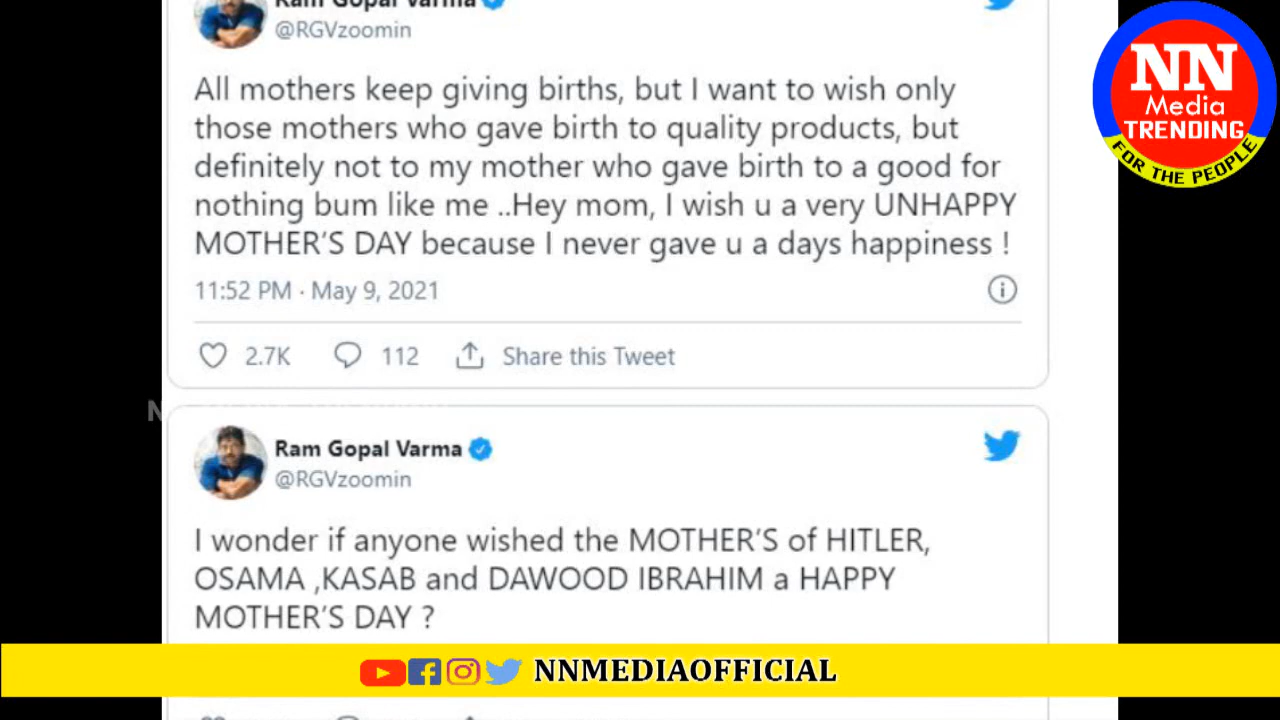 Ram Gopal Varma
@RGVzoomin
All mothers keep giving births, but I want to wish only
those mothers who gave birth to quality products, but
definitely not to my mother who gave birth to a good for
nothing bum like me ..Hey mom, I wish u a very UNHAPPY
MOTHER'S DAY because I never gave u a days happiness !
11:52 PM · May 9, 2021
2.7K 112 Share this Tweet
Ram Gopal Varma
@RGVzoomin
I wonder if anyone wished the MOTHER'S of HITLER,
OSAMA ,KASAB and DAWOOD IBRAHIM a HAPPY
MOTHER'S DAY ?
NN
Media
TRENDING
FOR THE PEOPLE
NNMEDIAOFFICIAL